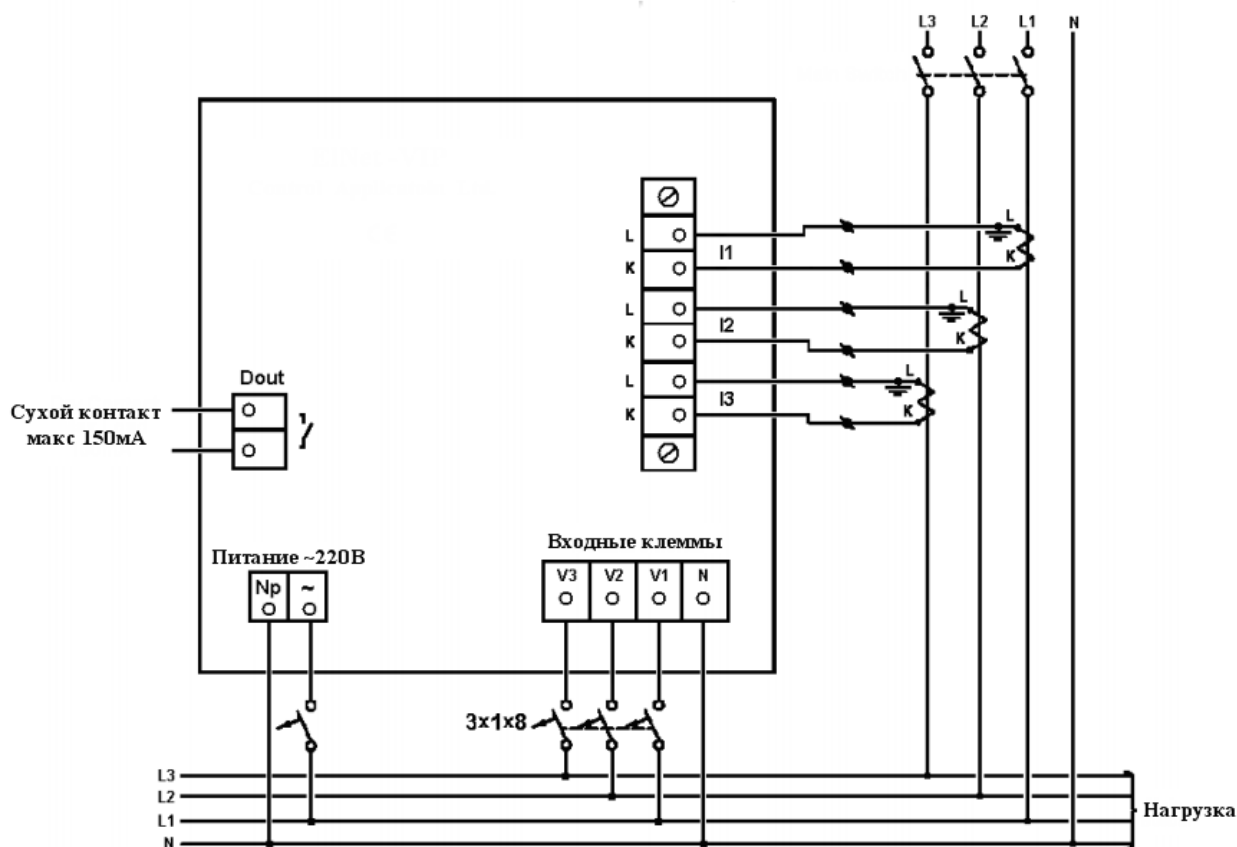 L3 L2 L1 N
L
L I1
K K
L
L I2
K K
L
L I3
K K
Dout
Сухой контакт
макс 150мА
Питание ~220В
Np ~
Входные клеммы
V3 V2 V1 N
3x1x8
L3
L2
L1
N
Нагрузка